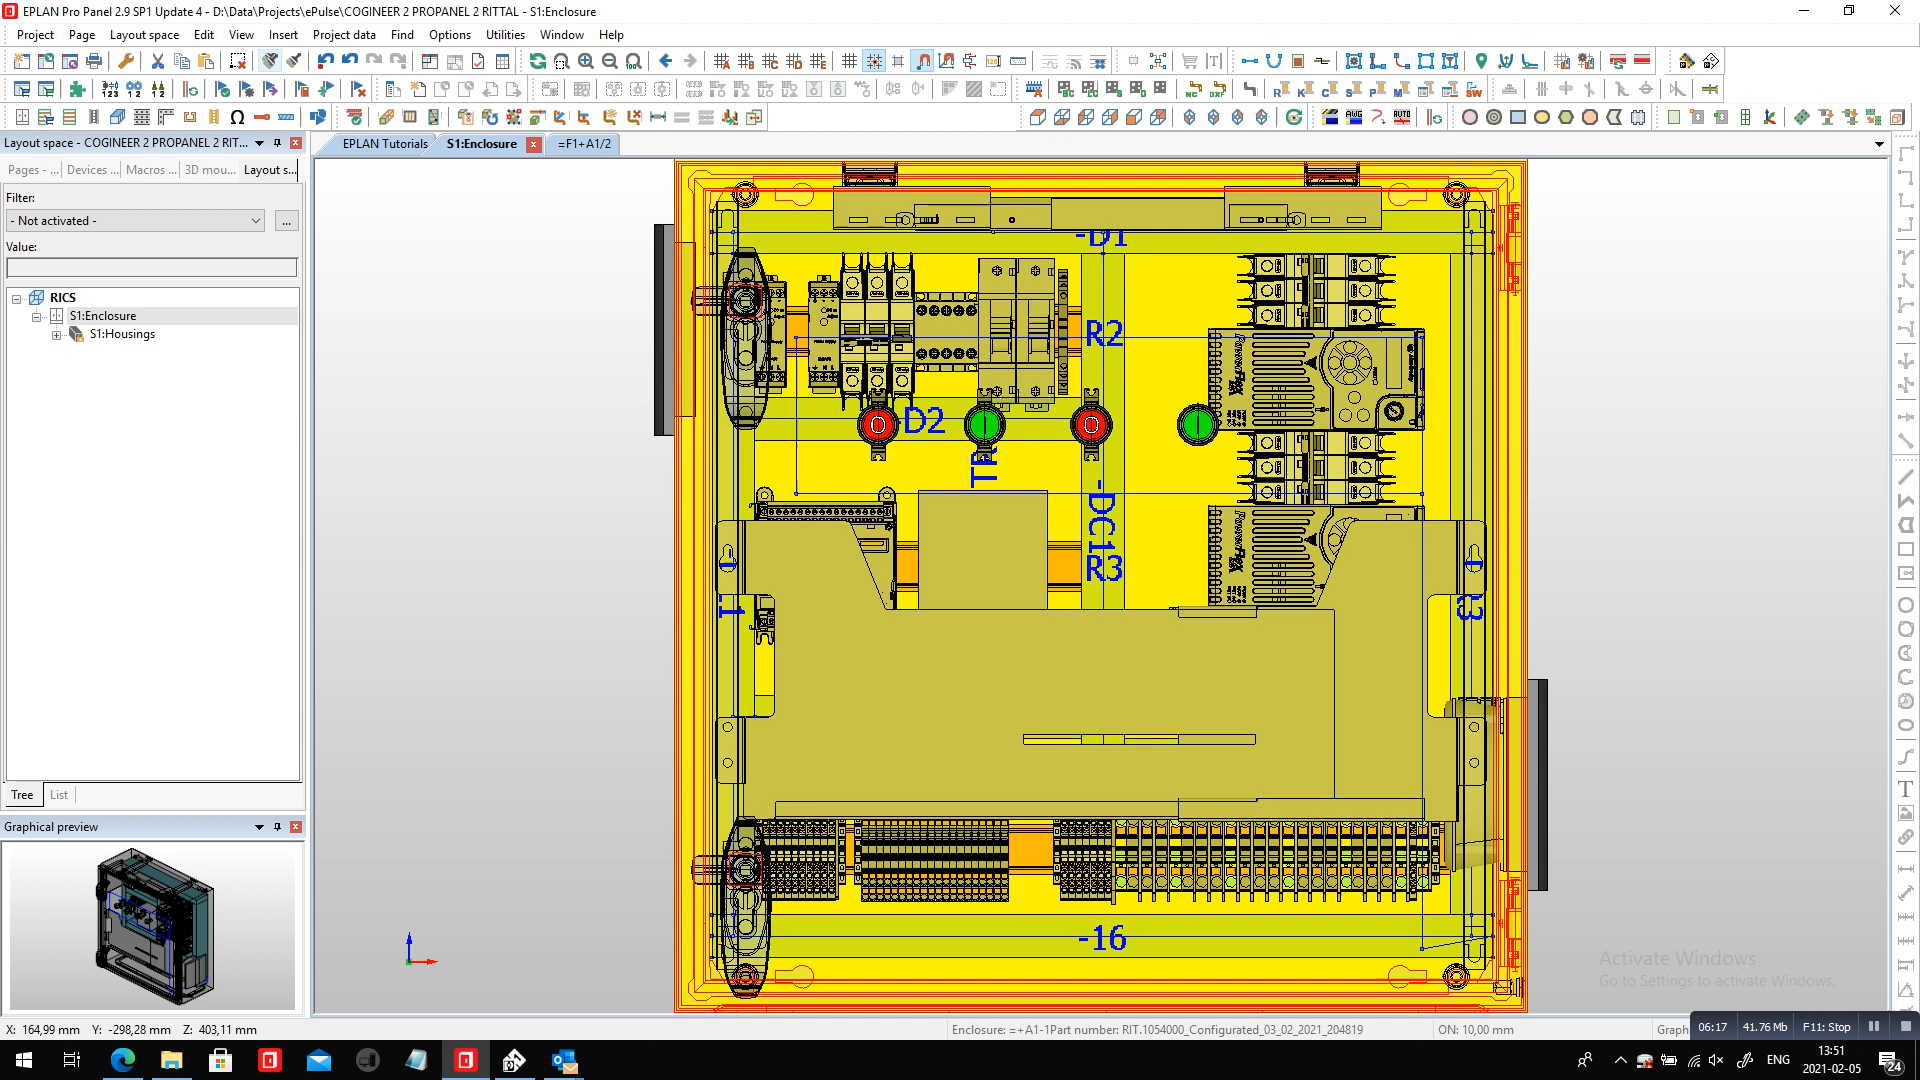 EPLAN Pro Panel 2.9 SP1 Update 4 - D:\Data\Projects\ePulse\COGINEER 2 PROPANEL 2 RITTAL - S1:Enclosure
Project Page Layout space Edit View Insert Project data Find Options Utilities Window Help
Layout space - COGINEER 2 PROPANEL 2 RIT...
EPLAN Tutorials S1:Enclosure =F1+A1/2
Pages - ... Devices ... Macros ... 3D mou... Layout s...
Filter:
- Not activated -
...
Value:
RICS
S1:Enclosure
S1:Housings
-D1
R2
D2
-DC1
R3
-16
Tree List
Graphical preview
Activate Windows
Go to Settings to activate Windows.
X: 164,99 mm Y: -298,28 mm Z: 403,11 mm
Enclosure: =+A1-1Part number: RIT.1054000_Configurated_03_02_2021_204819
ON: 10,00 mm
Graph
06:17 41.76 Mb F11: Stop
ENG
13:51
2021-02-05
24